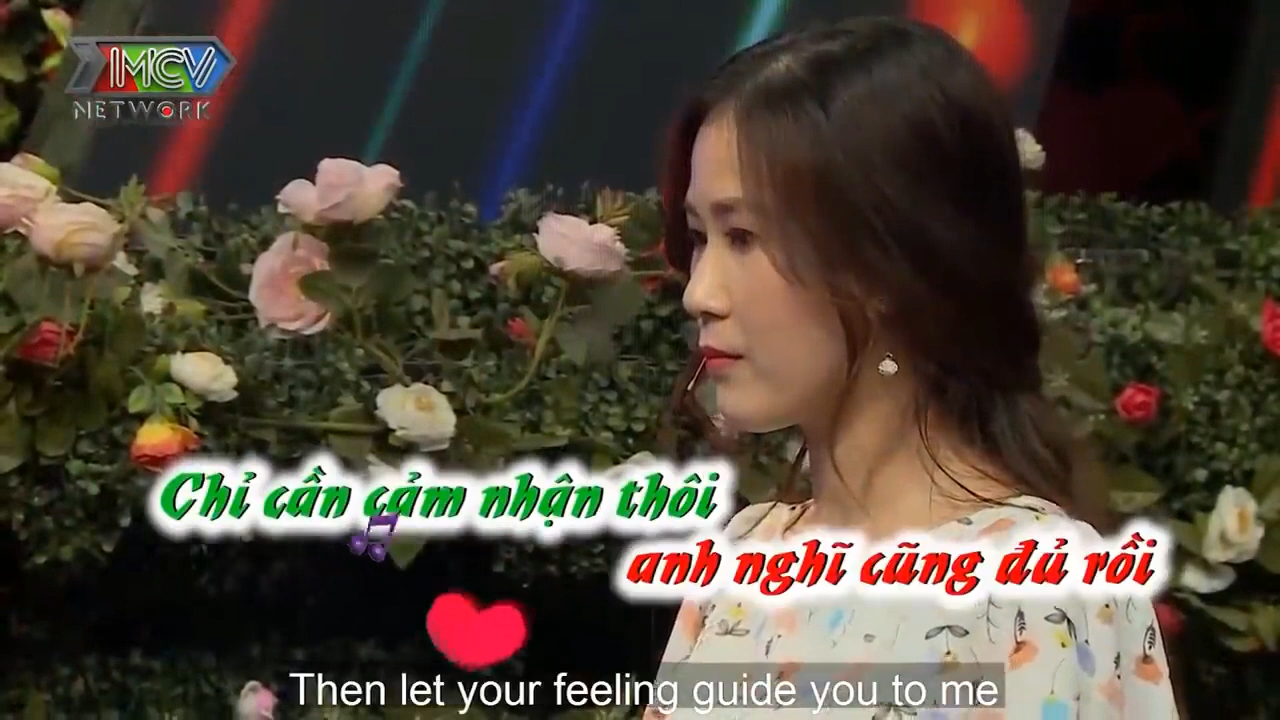 MCV
NETWORK
Chỉ cần cảm nhận thôi
anh nghĩ cũng đủ rồi
Then let your feeling guide you to me